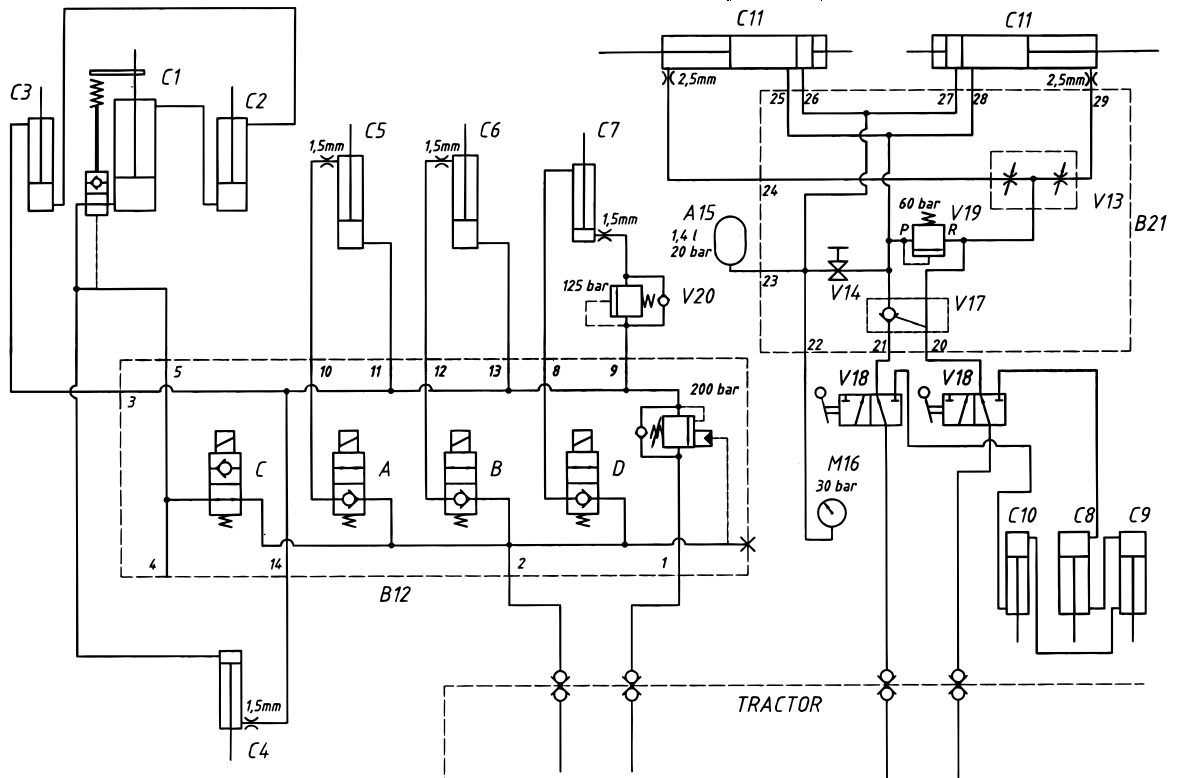 C11
C11
C3
C1
C2
2,5mm
2,5mm
25
26
27
28
29
1,5mm
C5
1,5mm
C6
C7
24
V13
B21
1,5mm
A15
1,4 l
20 bar
60 bar
P
V19
R
125 bar
V20
23
V14
V17
22
21
20
5
10
11
12
13
8
9
3
200 bar
V18
V18
C
A
B
D
M16
30 bar
C10
C8
C9
4
14
2
1
B12
1,5mm
C4
TRACTOR